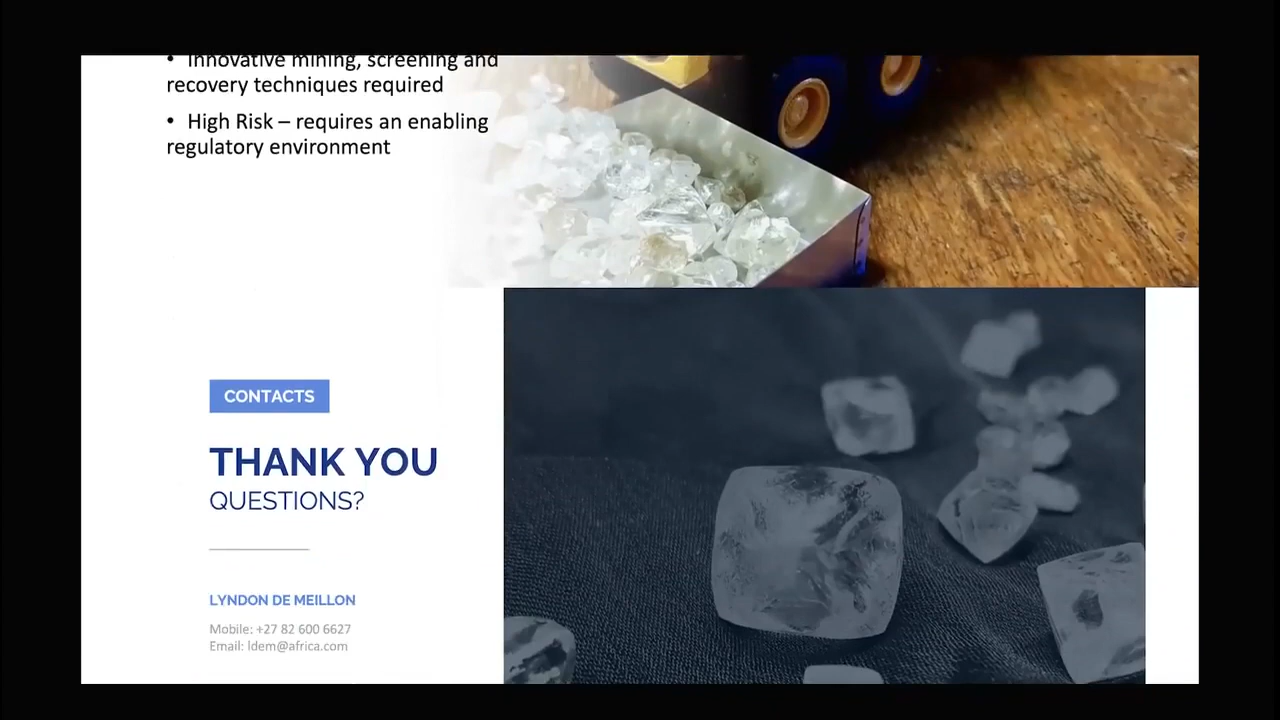 • Innovative mining, screening and
recovery techniques required
• High Risk – requires an enabling
regulatory environment
CONTACTS
THANK YOU
QUESTIONS?
LYNDON DE MEILLON
Mobile: +27 82 600 6627
Email: ldem@africa.com